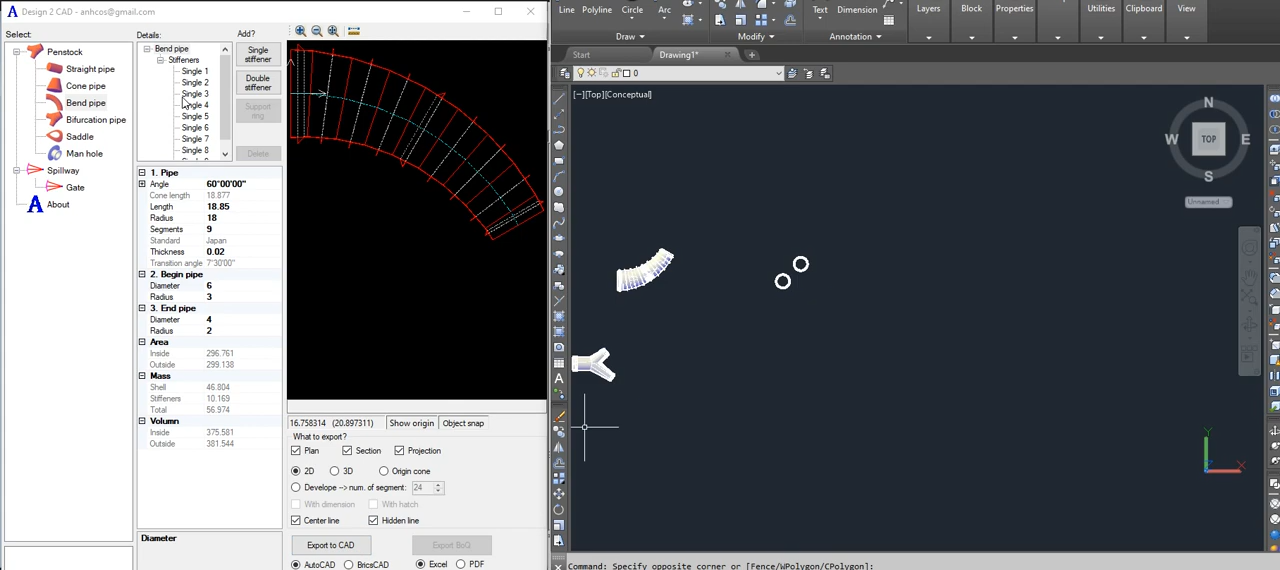 A Design 2 CAD - anhcos@gmail.com
Select:
Penstock
Straight pipe
Cone pipe
Bend pipe
Bifurcation pipe
Saddle
Man hole
Spillway
Gate
A About
Details:
Bend pipe
Stiffeners
Single 1
Single 2
Single 3
Single 4
Single 5
Single 6
Single 7
Single 8
Add?
Single stiffener
Double stiffener
Support ring
Delete
1. Pipe
Angle 60°00'00"
Cone length 18.877
Length 18.85
Radius 18
Segments 9
Standard Japan
Thickness 0.02
Transition angle 7°30'00"
2. Begin pipe
Diameter 6
Radius 3
3. End pipe
Diameter 4
Radius 2
Area
Inside 296.761
Outside 299.138
Mass
Shell 46.804
Stiffeners 10.169
Total 56.974
Volumn
Inside 375.581
Outside 381.544
Diameter
16.758314 (20.897311) Show origin Object snap
What to export?
Plan Section Projection
2D 3D Origin cone
Develope --> num. of segment: 24
With dimension With hatch
Center line Hidden line
Export to CAD Export BoQ
AutoCAD BricsCAD Excel PDF
Line Polyline Circle Arc Text Dimension Layers Block Properties Utilities Clipboard View
Draw Modify Annotation
Start Drawing1* +
0
[−][Top][Conceptual]
N
W TOP E
S
Unnamed
Y
X
A
Command: Specify opposite corner or [Fence/WPolygon/CPolygon]: